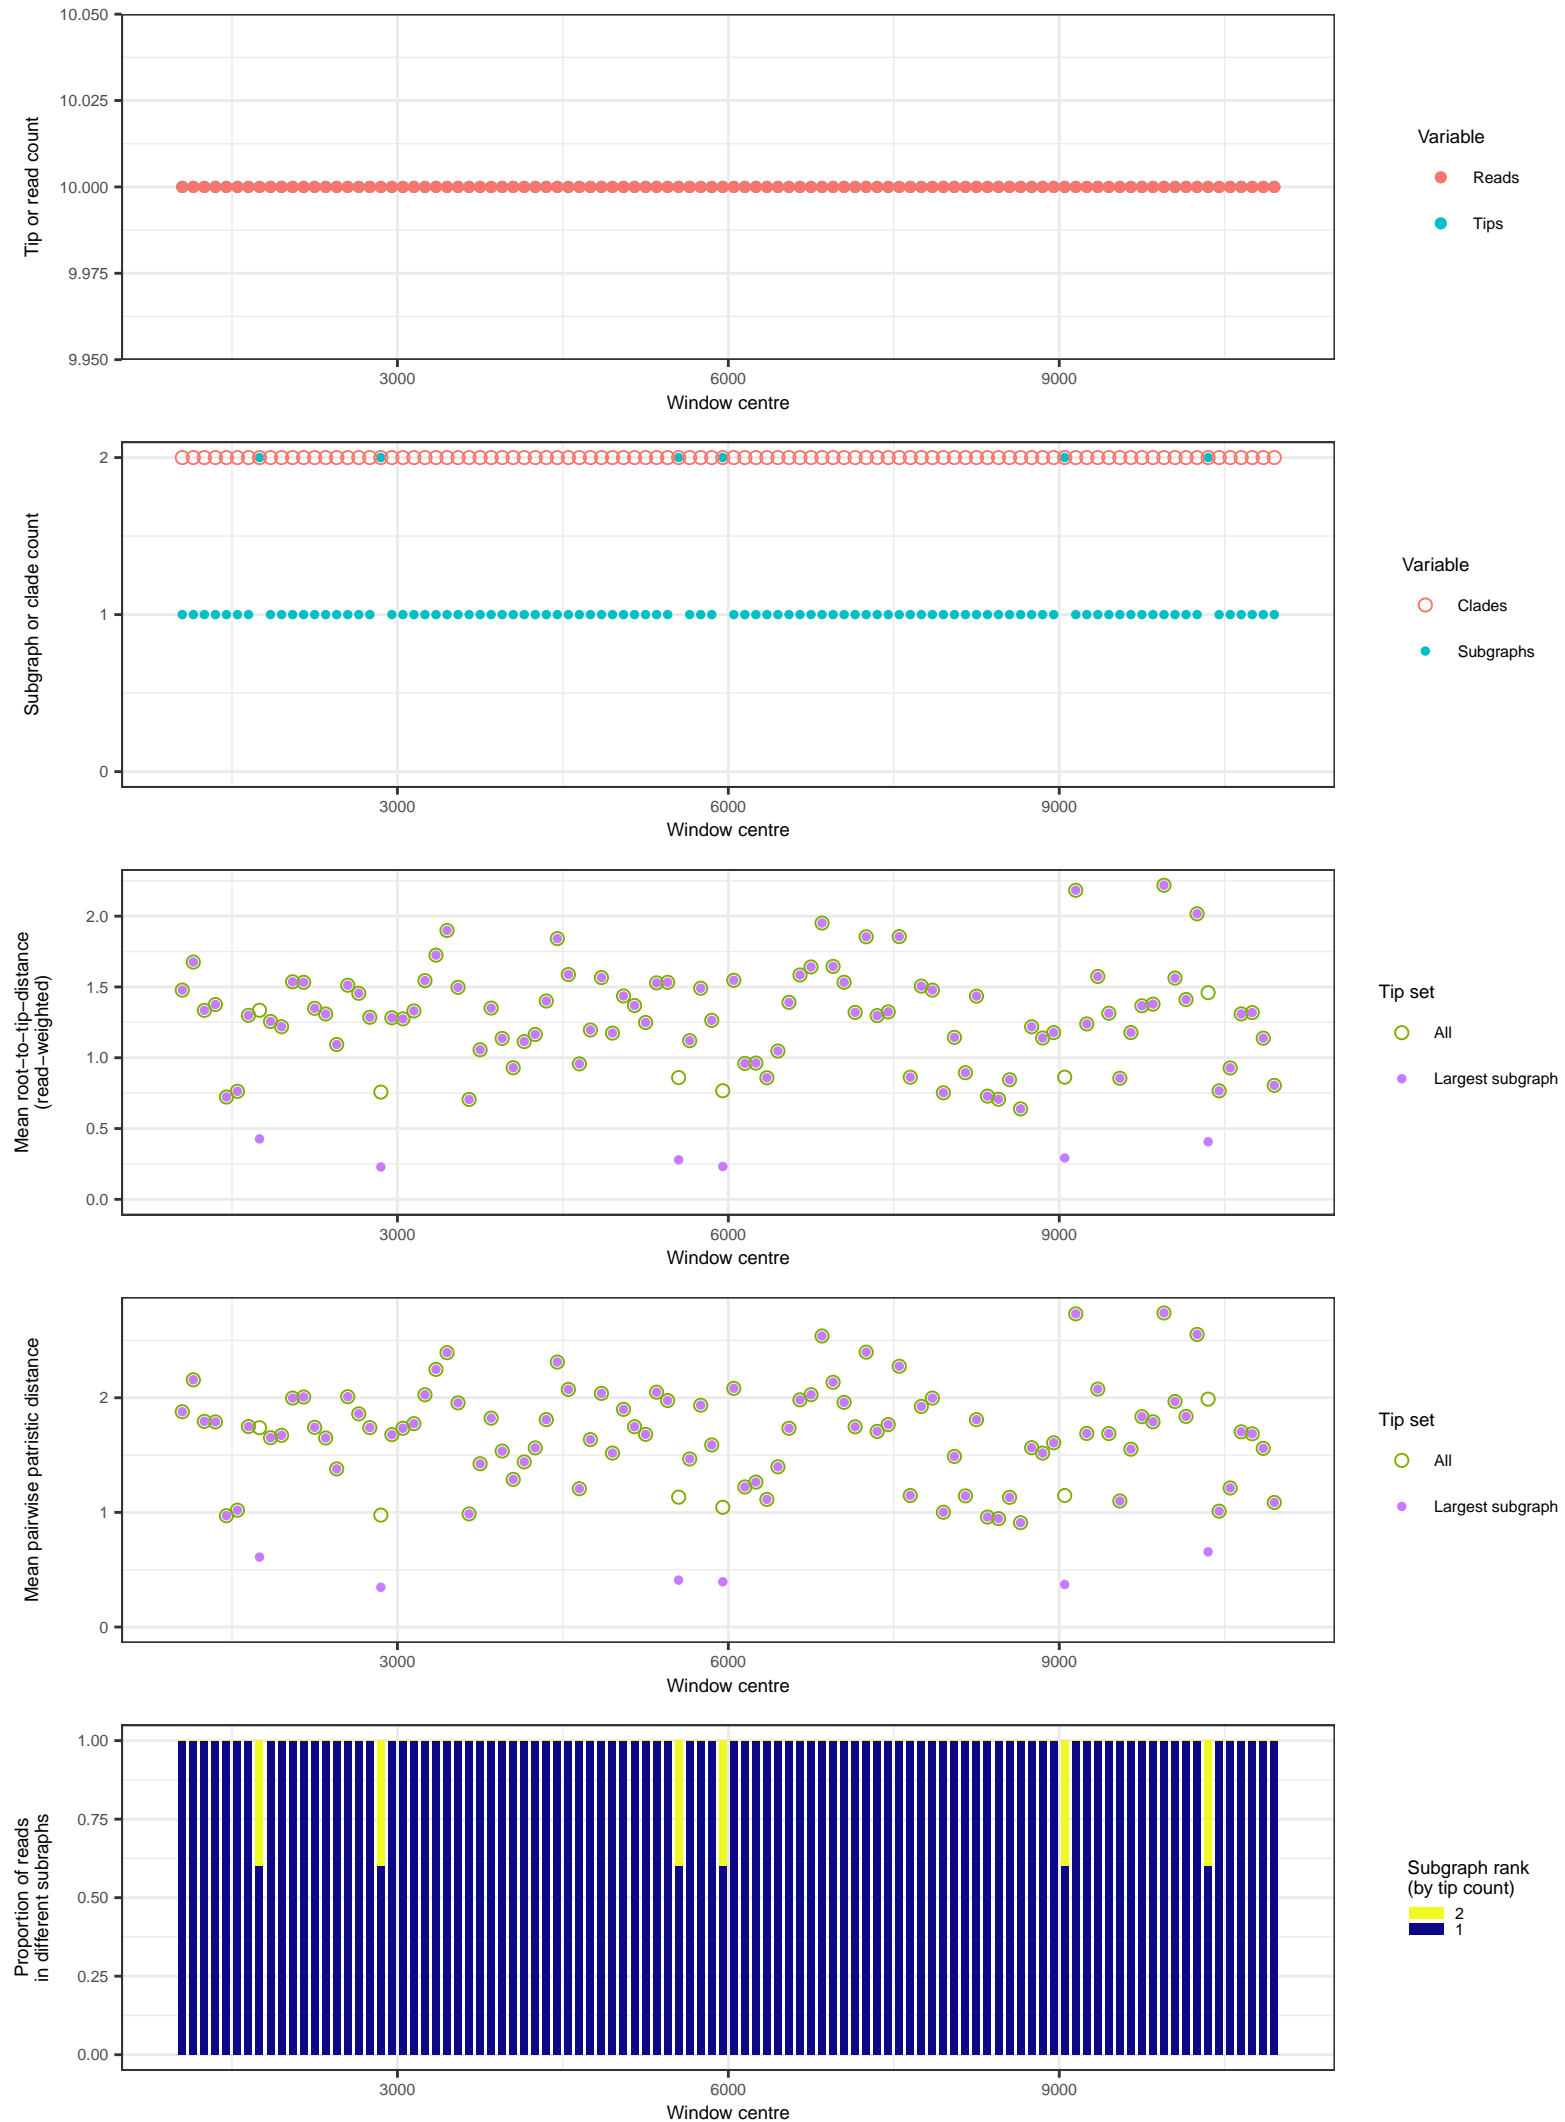 10.050
10.025
10.000
9.975
9.950
Tip or read count
3000 6000 9000
Window centre
Variable
Reads
Tips
2
1
0
Subgraph or clade count
3000 6000 9000
Window centre
Variable
Clades
Subgraphs
2.0
1.5
1.0
0.5
0.0
Mean root−to−tip−distance
(read−weighted)
3000 6000 9000
Window centre
Tip set
All
Largest subgraph
2
1
0
Mean pairwise patristic distance
3000 6000 9000
Window centre
Tip set
All
Largest subgraph
1.00
0.75
0.50
0.25
0.00
Proportion of reads
in different subraphs
3000 6000 9000
Window centre
Subgraph rank
(by tip count)
2
1